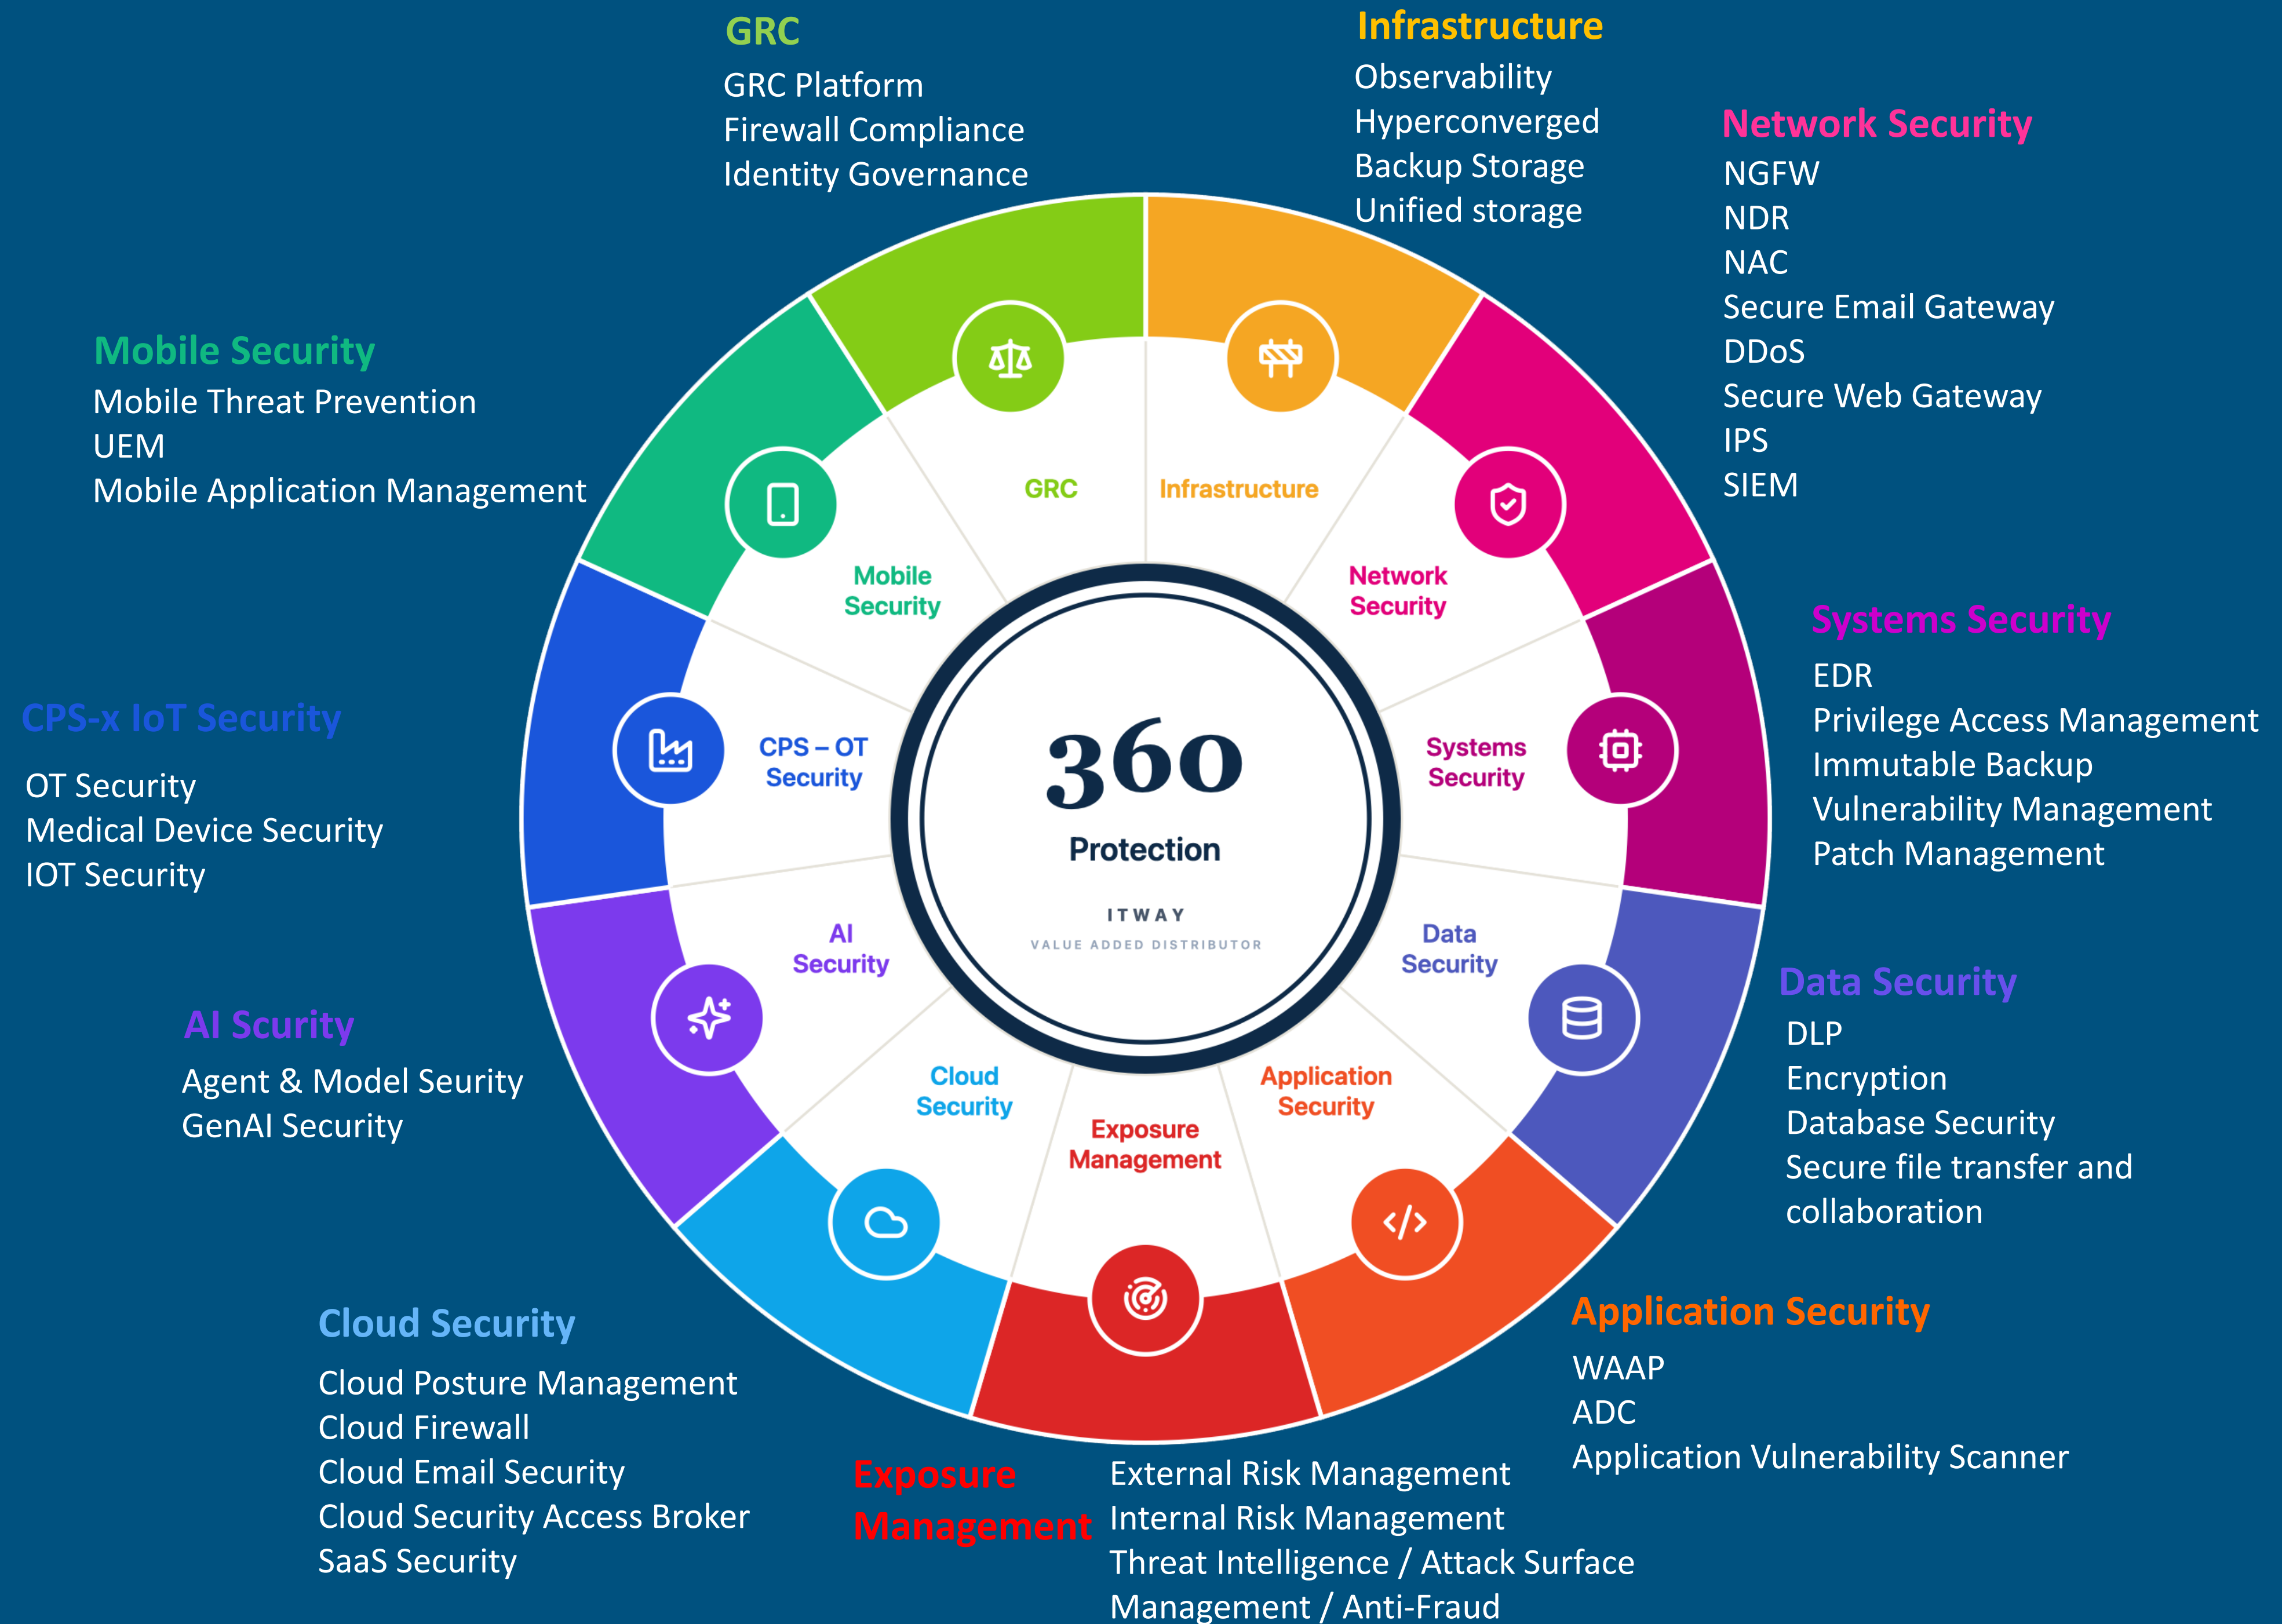 GRC
GRC Platform
Firewall Compliance
Identity Governance
Infrastructure
Observability
Hyperconverged
Backup Storage
Unified storage
Network Security
NGFW
NDR
NAC
Secure Email Gateway
DDoS
Secure Web Gateway
IPS
SIEM
Mobile Security
Mobile Threat Prevention
UEM
Mobile Application Management
Systems Security
EDR
Privilege Access Management
Immutable Backup
Vulnerability Management
Patch Management
CPS-x IoT Security
OT Security
Medical Device Security
IOT Security
Data Security
DLP
Encryption
Database Security
Secure file transfer and
collaboration
AI Scurity
Agent & Model Seurity
GenAI Security
Application Security
WAAP
ADC
Application Vulnerability Scanner
Cloud Security
Cloud Posture Management
Cloud Firewall
Cloud Email Security
Cloud Security Access Broker
SaaS Security
Exposure
Management
External Risk Management
Internal Risk Management
Threat Intelligence / Attack Surface
Management / Anti-Fraud
GRC
Infrastructure
Mobile
Security
Network
Security
CPS – OT
Security
Systems
Security
AI
Security
Data
Security
Cloud
Security
Application
Security
Exposure
Management
360
Protection
ITWAY
VALUE ADDED DISTRIBUTOR